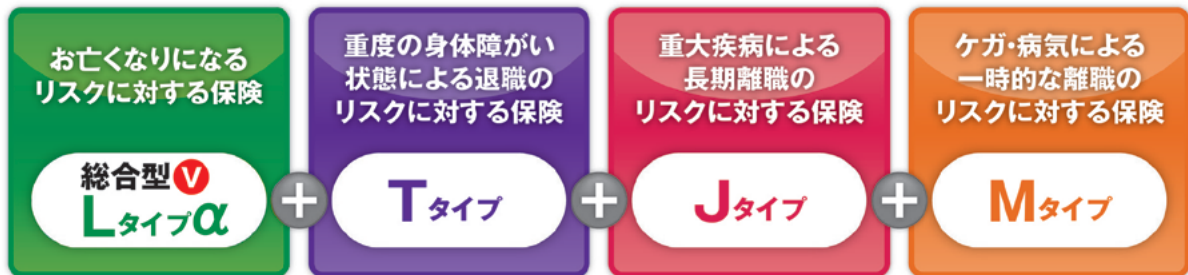 お亡くなりになる
リスクに対する保険
総合型V
Lタイプα
+
重度の身体障がい
状態による退職の
リスクに対する保険
Tタイプ
+
重大疾病による
長期離職の
リスクに対する保険
Jタイプ
+
ケガ・病気による
一時的な離職の
リスクに対する保険
Mタイプ